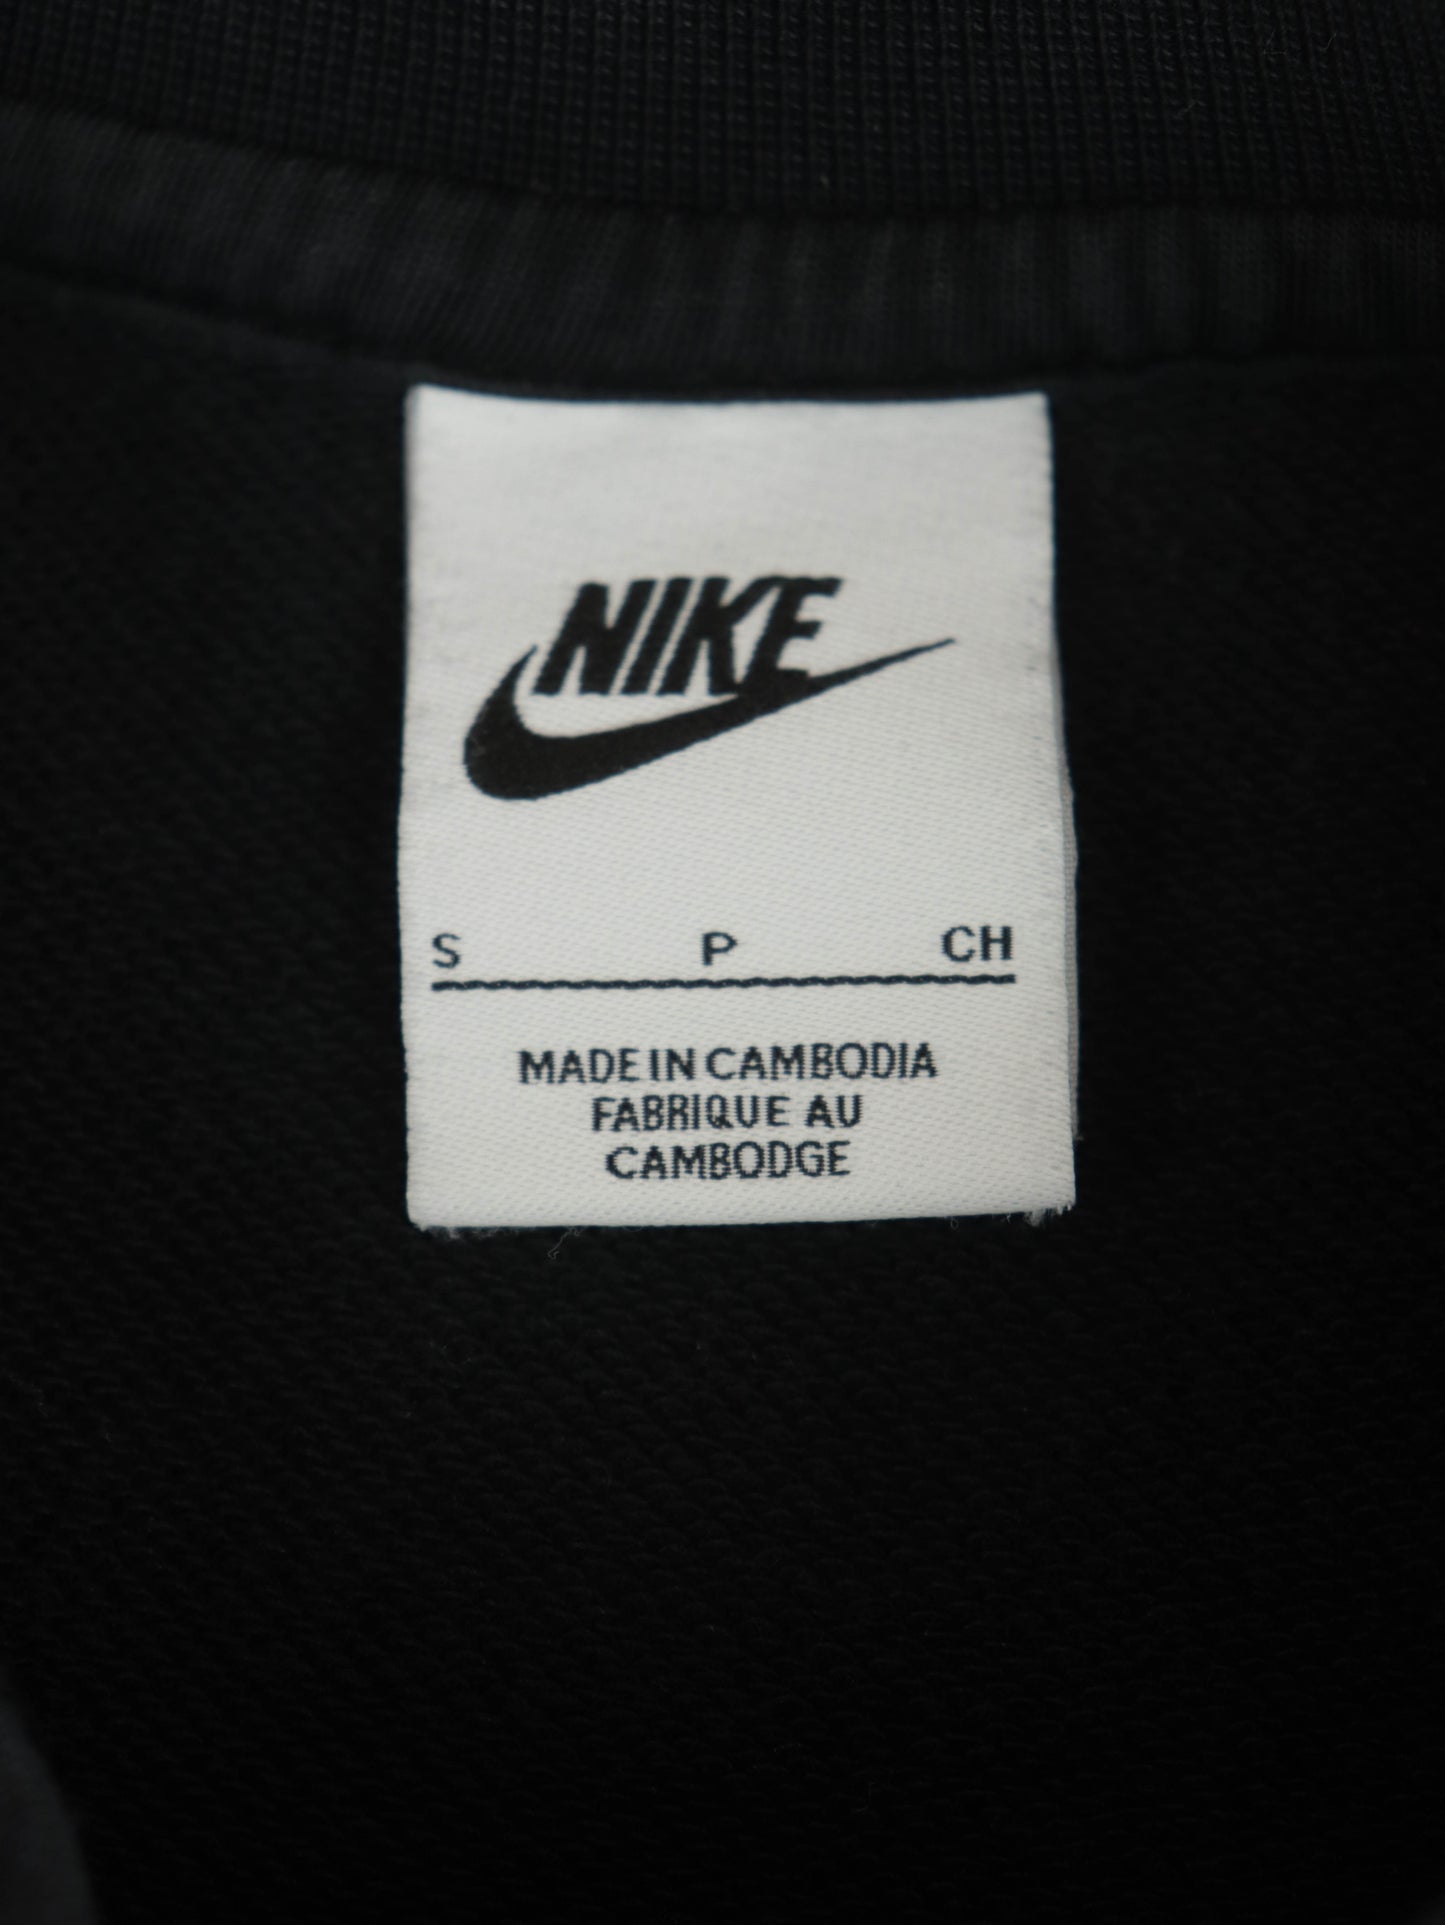 NIKE
S P CH
MADE IN CAMBODIA
FABRIQUE AU
CAMBODGE